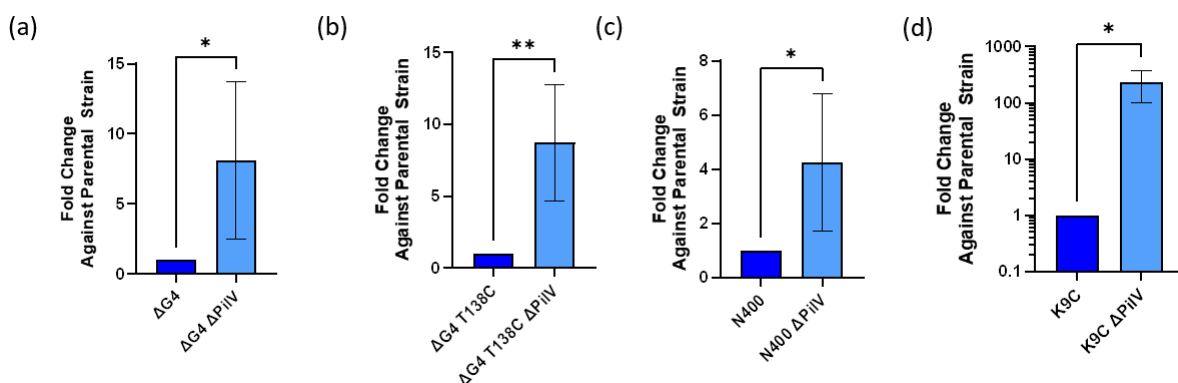 (a)
Fold Change
Against Parental Strain
15
10
5
0
*
ΔG4
ΔG4 ΔPilV
(b)
Fold Change
Against Parental Strain
15
10
5
0
**
ΔG4 T138C
ΔG4 T138C ΔPilV
(c)
Fold Change
Against Parental Strain
8
6
4
2
0
*
N400
N400 ΔPilV
(d)
Fold Change
Against Parental Strain
1000
100
10
1
0.1
*
K9C
K9C ΔPilV